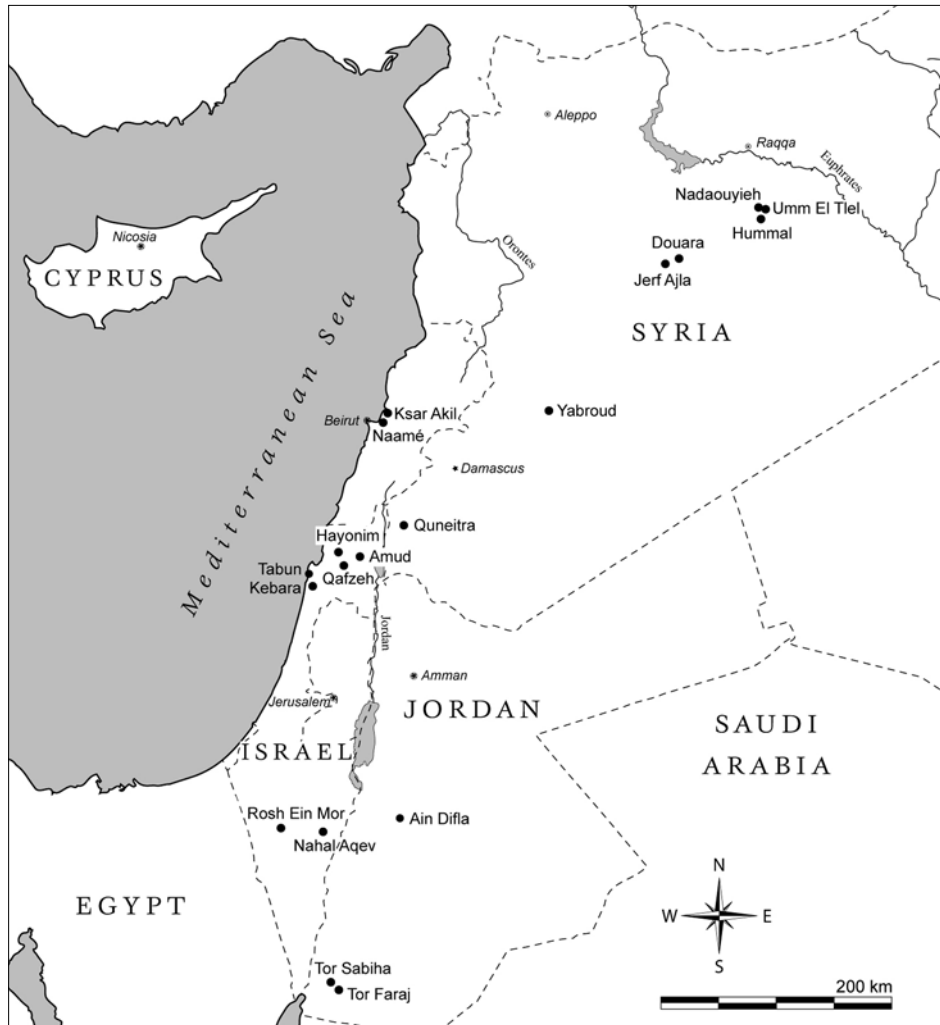 Aleppo
Raqqa
Euphrates
Nadaouyieh
Umm El Tlel
Hummal
Nicosia
Orontes
Douara
CYPRUS
Jerf Ajla
SYRIA
Mediterranean Sea
Ksar Akil
Yabroud
Beirut
Naamé
Damascus
Quneitra
Hayonim
Amud
Tabun
Qafzeh
Kebara
Jordan
Amman
Jerusalem
JORDAN
SAUDI
ARABIA
ISRAEL
Rosh Ein Mor
Ain Difla
Nahal Aqev
EGYPT
N
W
E
S
Tor Sabiha
Tor Faraj
200 km